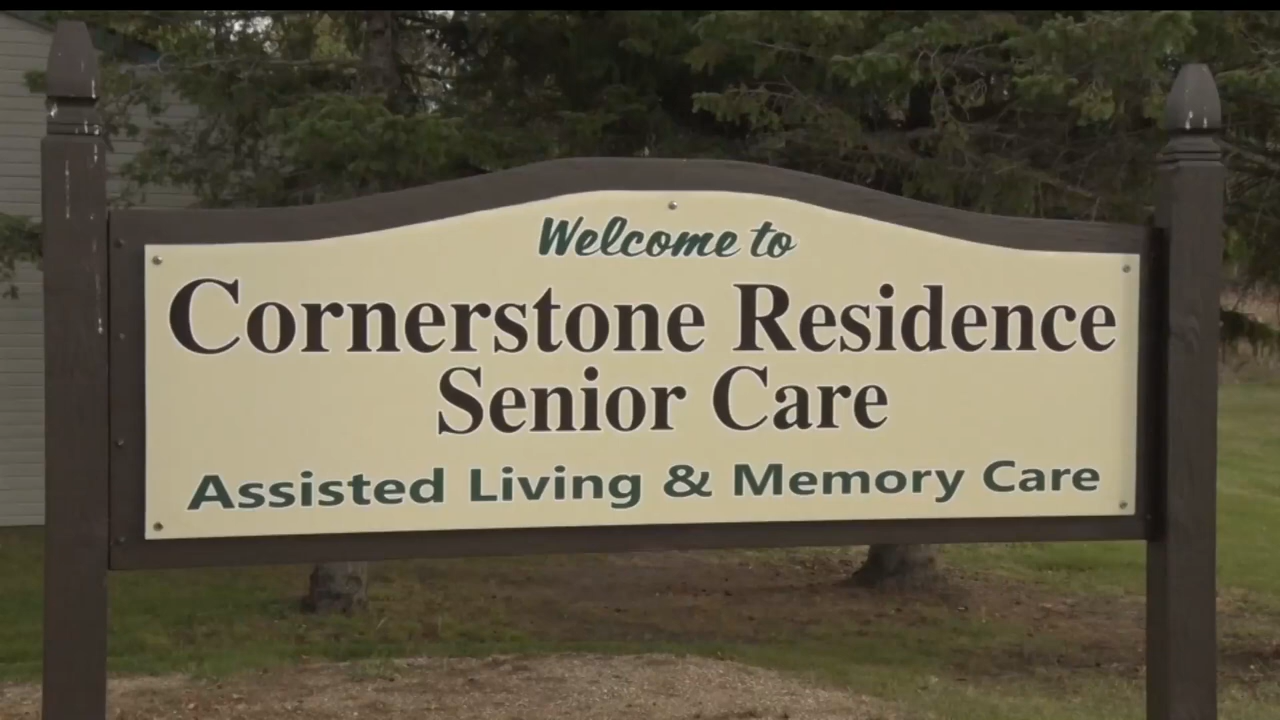 Welcome to
Cornerstone Residence
Senior Care
Assisted Living & Memory Care